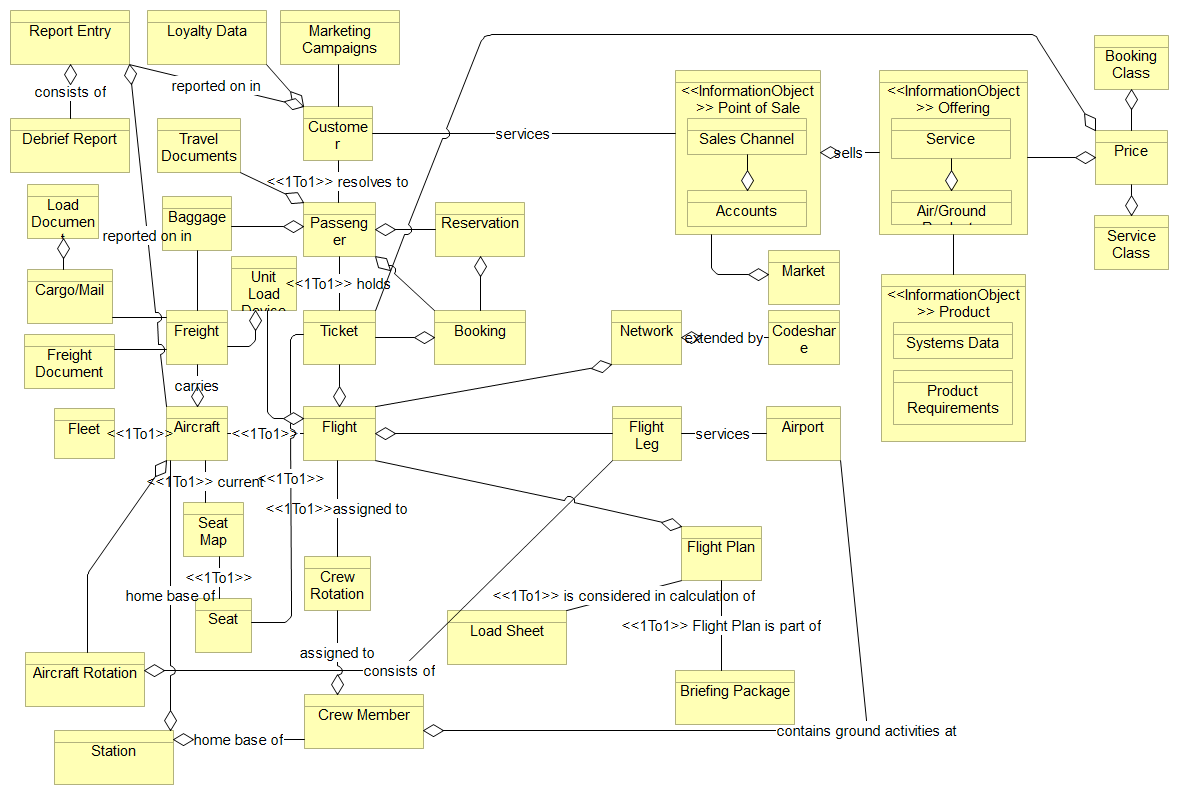 Report Entry
Loyalty Data
Marketing
Campaigns
consists of
reported on in
Debrief Report
Travel
Documents
Custome
r
services
<<InformationObject
>> Point of Sale
Sales Channel
Accounts
sells
<<InformationObject
>> Offering
Service
Air/Ground
Booking
Class
Price
Service
Class
<<1To1>> resolves to
Load
Documen
reported on in
Baggage
Passeng
er
Reservation
Cargo/Mail
Unit
Load
Device
<<1To1>> holds
Market
<<InformationObject
>> Product
Systems Data
Product
Requirements
Freight
Document
Freight
Ticket
Booking
Network
extended by
Codeshar
e
carries
Fleet
<<1To1>>
Aircraft
<<1To1>>
Flight
Flight
Leg
services
Airport
<<1To1>> current
<<1To1>>
<<1To1>>assigned to
Seat
Map
<<1To1>>
home base of
Seat
Crew
Rotation
Flight Plan
<<1To1>> is considered in calculation of
Load Sheet
<<1To1>> Flight Plan is part of
assigned to
consists of
Aircraft Rotation
Briefing Package
Crew Member
contains ground activities at
Station
home base of